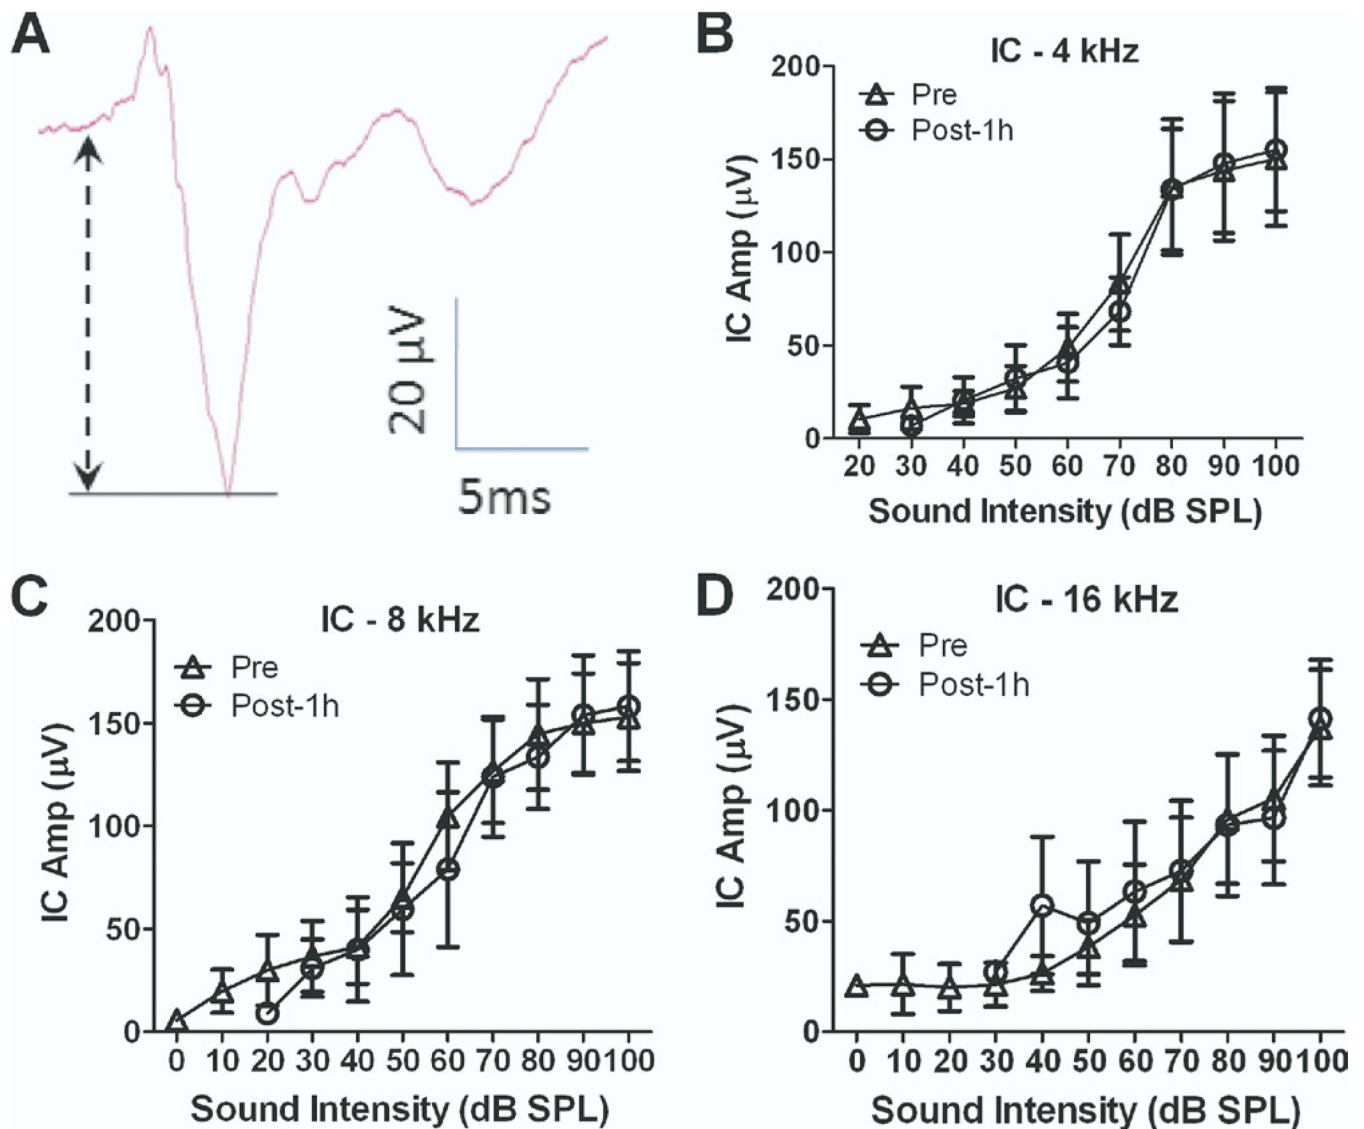 A
20 µV
5ms
B
IC - 4 kHz
Pre
Post-1h
IC Amp (µV)
200
150
100
50
0
20 30 40 50 60 70 80 90 100
Sound Intensity (dB SPL)
C
IC - 8 kHz
Pre
Post-1h
IC Amp (µV)
200
150
100
50
0
0 10 20 30 40 50 60 70 80 90 100
Sound Intensity (dB SPL)
D
IC - 16 kHz
Pre
Post-1h
IC Amp (µV)
200
150
100
50
0
0 10 20 30 40 50 60 70 80 90 100
Sound Intensity (dB SPL)